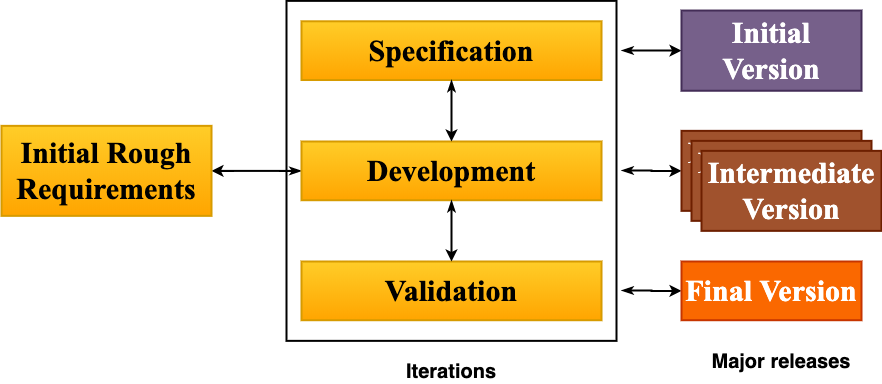 Specification
Initial
Version
Initial Rough
Requirements
Development
Intermediate
Version
Validation
Final Version
Iterations
Major releases